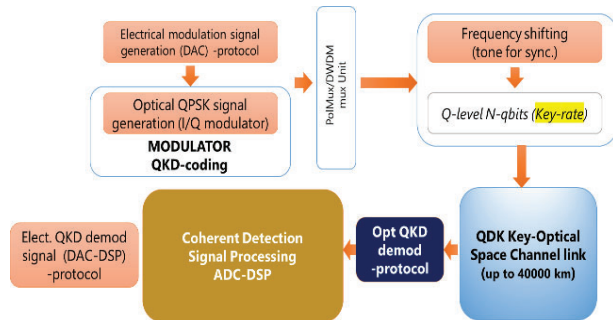 Electrical modulation signal
generation (DAC) -protocol
Optical QPSK signal
generation (I/Q modulator)
MODULATOR
QKD-coding
PolMux/DWDM
mux Unit
Frequency shifting
(tone for sync.)
Q-level N-qbits (Key-rate)
QDK Key-Optical
Space Channel link
(up to 40000 km)
Opt QKD
demod
-protocol
Coherent Detection
Signal Processing
ADC-DSP
Elect. QKD demod
signal (DAC-DSP)
-protocol